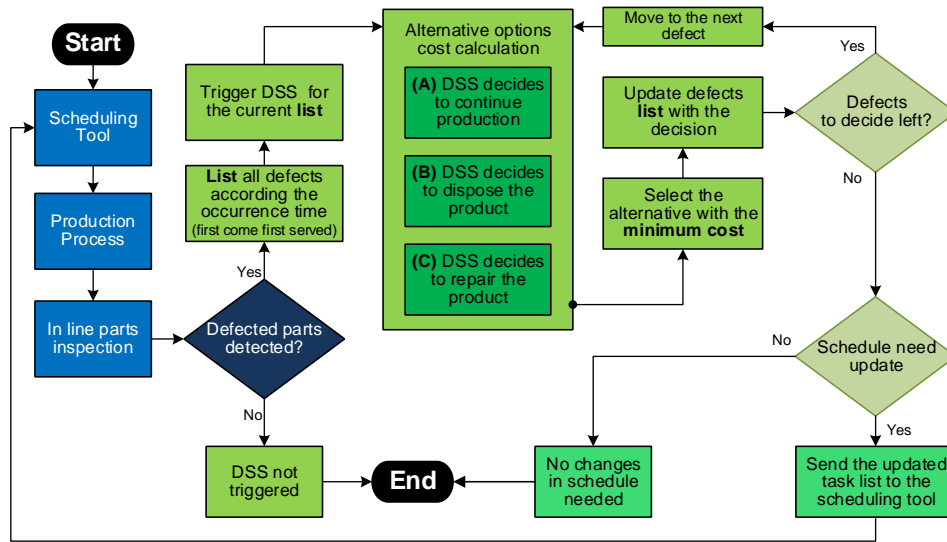 Start
Scheduling
Tool
Production
Process
In line parts
inspection
Trigger DSS for
the current list
List all defects
according the
occurrence time
(first come first served)
Yes
Defected parts
detected?
No
DSS not
triggered
End
Alternative options
cost calculation
(A) DSS decides
to continue
production
(B) DSS decides
to dispose the
product
(C) DSS decides
to repair the
product
Move to the next
defect
Update defects
list with the
decision
Select the
alternative with the
minimum cost
Yes
Defects
to decide left?
No
Schedule need
update
No
Yes
No changes
in schedule
needed
Send the updated
task list to the
scheduling tool